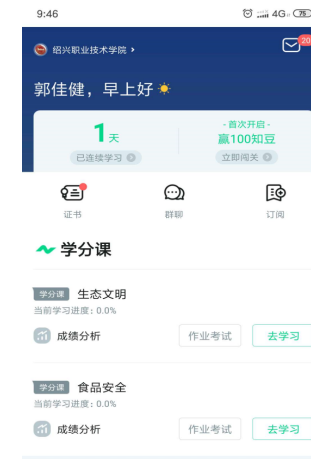 9:46
4G 75
绍兴职业技术学院 ›
20
郭佳健，早上好
1天
已连续学习
- 首次开启 -
赢100知豆
立即闯关
证书
群聊
订阅
学分课
学分课 生态文明
当前学习进度: 0.0%
成绩分析
作业考试
去学习
学分课 食品安全
当前学习进度: 0.0%
成绩分析
作业考试
去学习